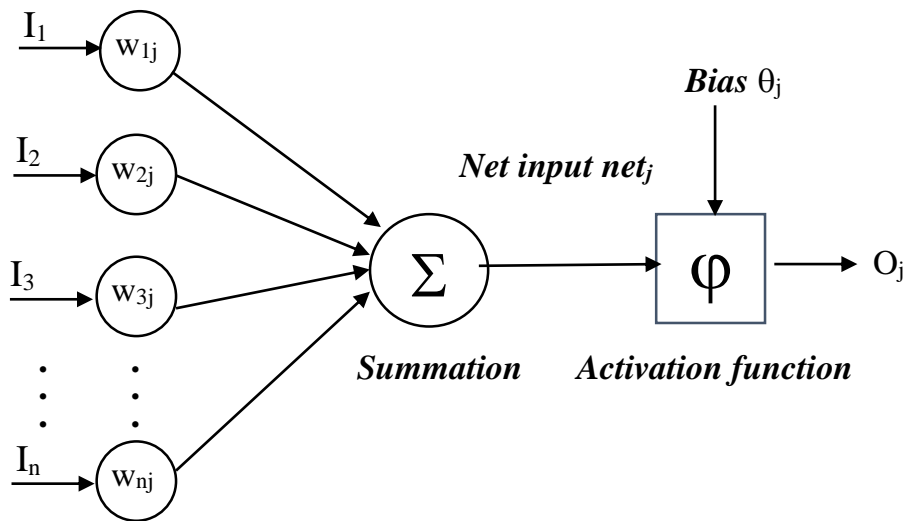 I₁
w₁ⱼ
Bias θⱼ
I₂
w₂ⱼ
Net input netⱼ
I₃
w₃ⱼ
Σ
φ
Oⱼ
Summation
Activation function
Iₙ
wₙⱼ